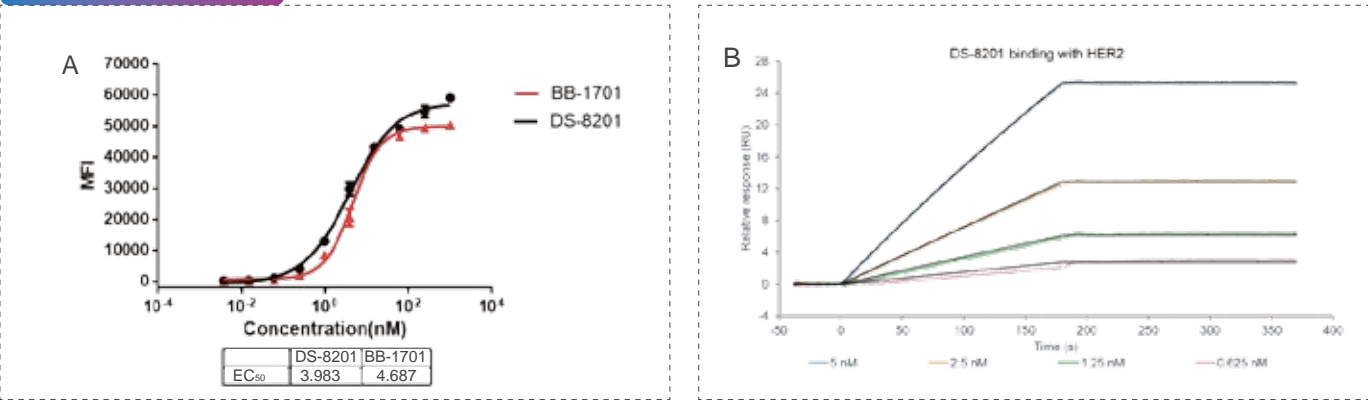 A
70000
60000
50000
40000
30000
20000
10000
0
MFI
10-4
10-2
100
102
104
Concentration(nM)
BB-1701
DS-8201
DS-8201 BB-1701
EC50 3.983 4.687
B
DS-8201 binding with HER2
28
24
20
16
12
8
4
0
-4
Relative response (RU)
-50 0 50 100 150 200 250 300 350 400
Time (s)
5 nM 2.5 nM 1.25 nM 0.625 nM